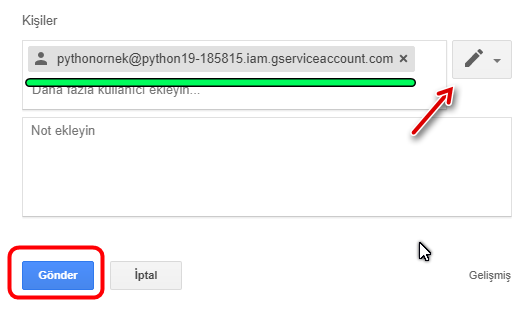 Kişiler
pythonornek@python19-185815.iam.gserviceaccount.com ×
Daha fazla kullanıcı ekleyin...
Not ekleyin
Gönder
İptal
Gelişmiş